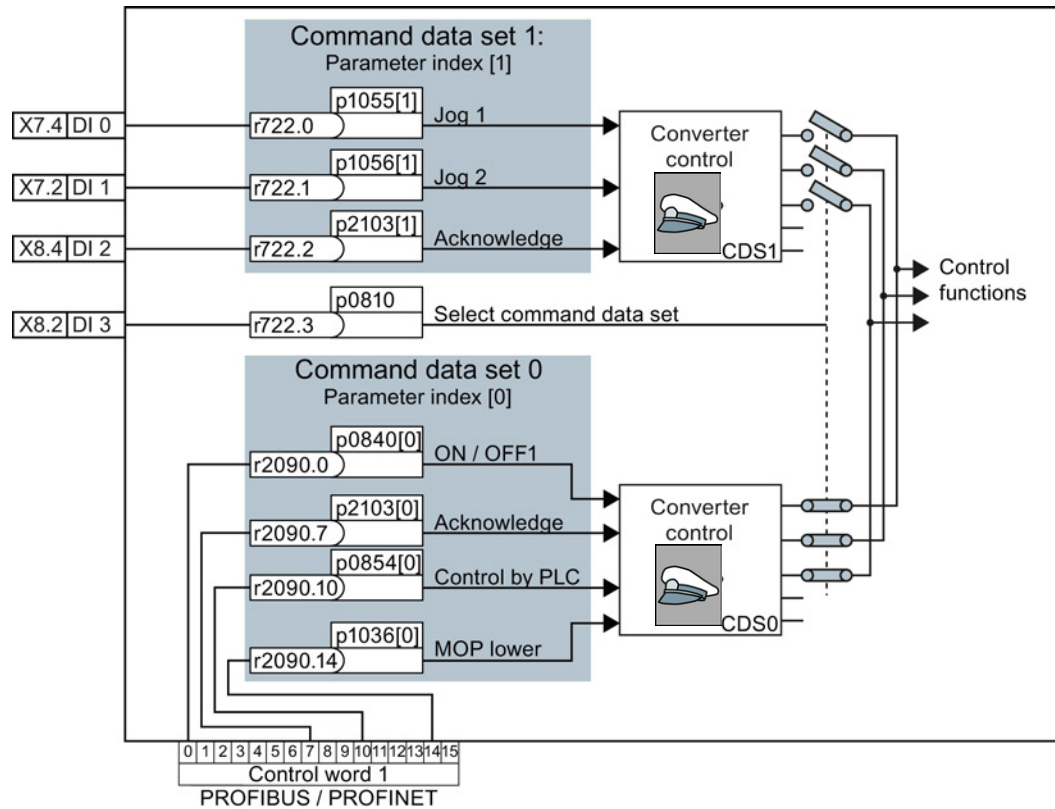 Command data set 1:
Parameter index [1]
X7.4 DI 0
r722.0
p1055[1]
Jog 1
X7.2 DI 1
r722.1
p1056[1]
Jog 2
X8.4 DI 2
r722.2
p2103[1]
Acknowledge
Converter
control
CDS1
X8.2 DI 3
r722.3
p0810
Select command data set
Control
functions
Command data set 0
Parameter index [0]
r2090.0
p0840[0]
ON / OFF1
r2090.7
p2103[0]
Acknowledge
r2090.10
p0854[0]
Control by PLC
r2090.14
p1036[0]
MOP lower
Converter
control
CDS0
0 1 2 3 4 5 6 7 8 9 10 11 12 13 14 15
Control word 1
PROFIBUS / PROFINET